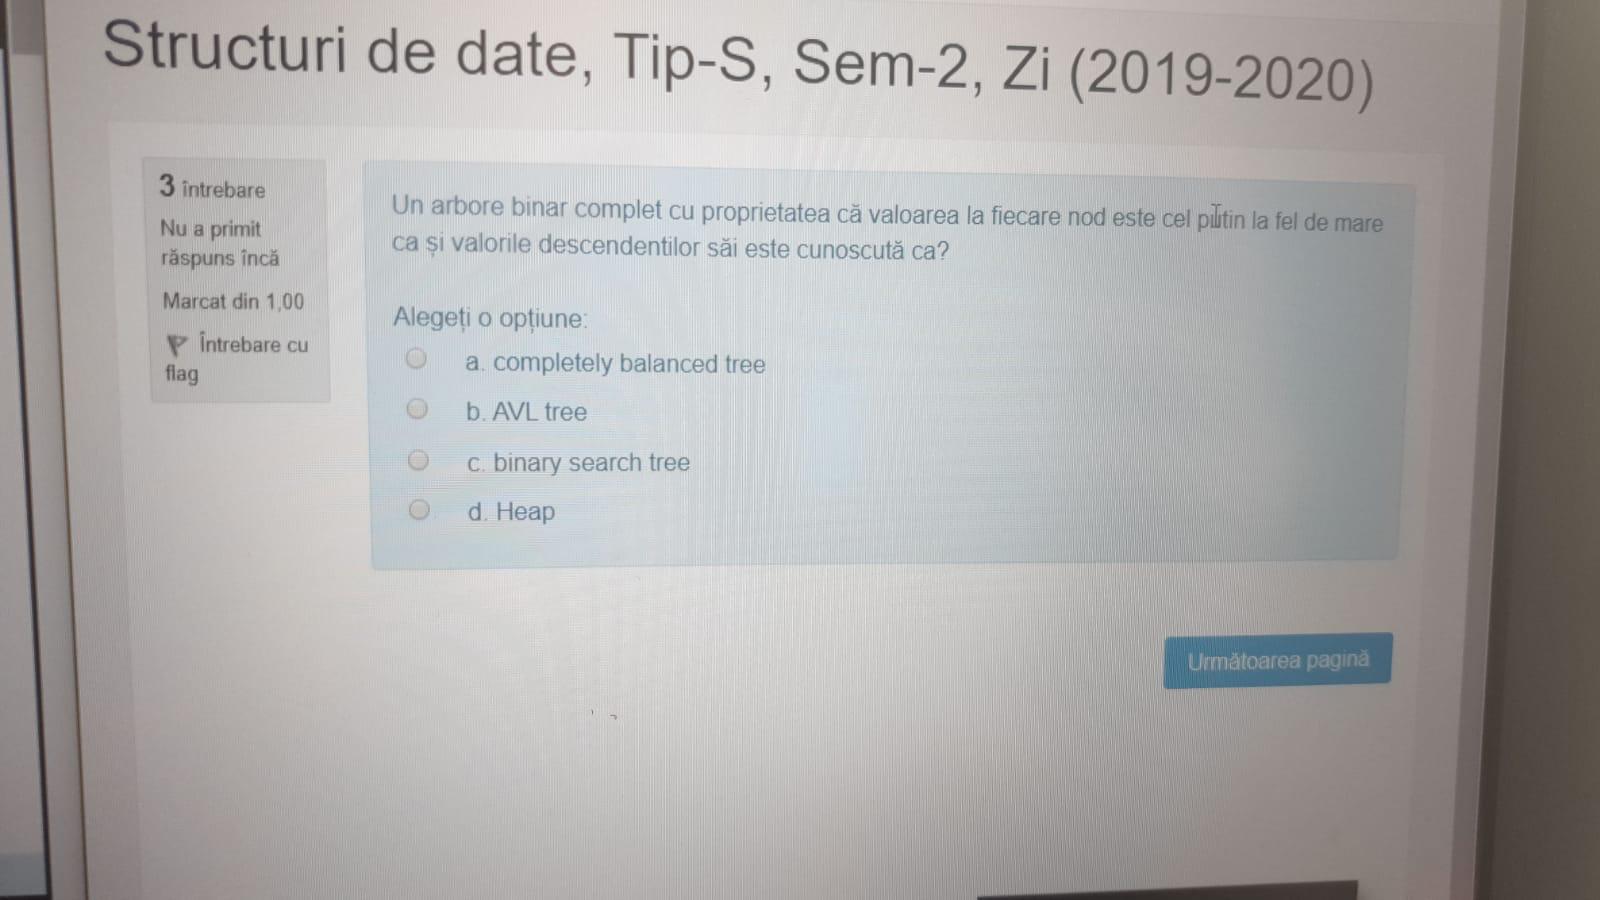 Structuri de date, Tip-S, Sem-2, Zi (2019-2020)
3 întrebare
Nu a primit
răspuns încă
Marcat din 1,00
Întrebare cu
flag
Un arbore binar complet cu proprietatea că valoarea la fiecare nod este cel puțin la fel de mare
ca și valorile descendentilor săi este cunoscută ca?
Alegeți o opțiune:
a. completely balanced tree
b. AVL tree
c. binary search tree
d. Heap
Următoarea pagină